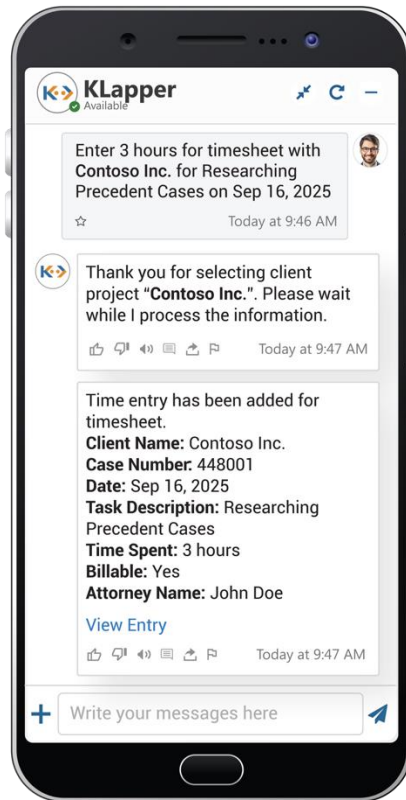 KLapper
Available
Enter 3 hours for timesheet with
Contoso Inc. for Researching
Precedent Cases on Sep 16, 2025
Today at 9:46 AM
Thank you for selecting client
project “Contoso Inc.”. Please wait
while I process the information.
Today at 9:47 AM
Time entry has been added for
timesheet.
Client Name: Contoso Inc.
Case Number: 448001
Date: Sep 16, 2025
Task Description: Researching
Precedent Cases
Time Spent: 3 hours
Billable: Yes
Attorney Name: John Doe
View Entry
Today at 9:47 AM
Write your messages here